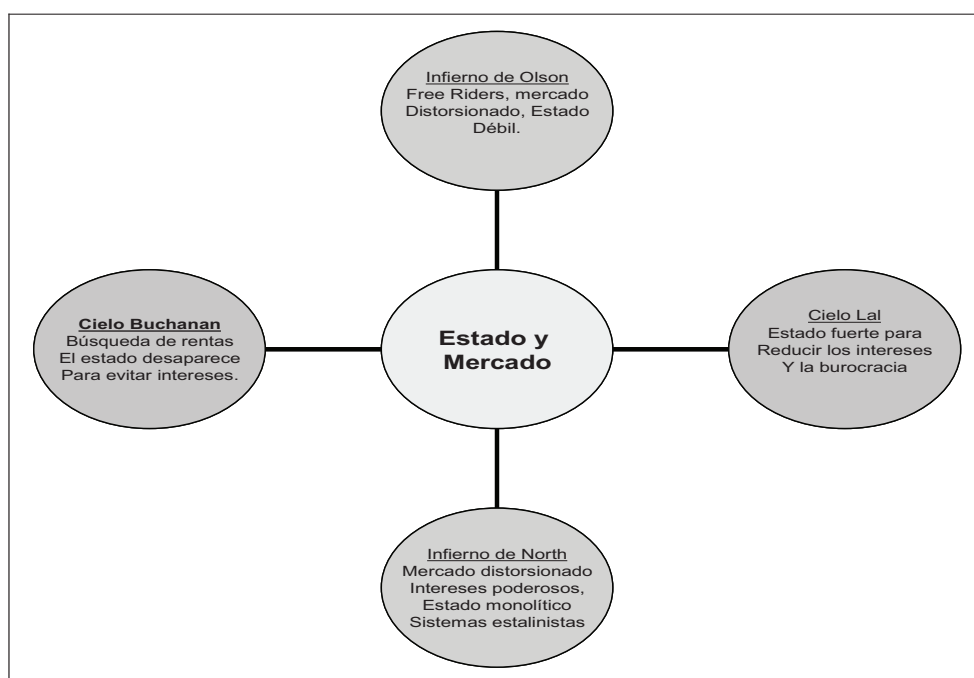 Infierno de Olson
Free Riders, mercado
Distorsionado, Estado
Débil.
Cielo Buchanan
Búsqueda de rentas
El estado desaparece
Para evitar intereses.
Estado y
Mercado
Cielo Lal
Estado fuerte para
Reducir los intereses
Y la burocracia
Infierno de North
Mercado distorsionado
Intereses poderosos,
Estado monolítico
Sistemas estalinistas